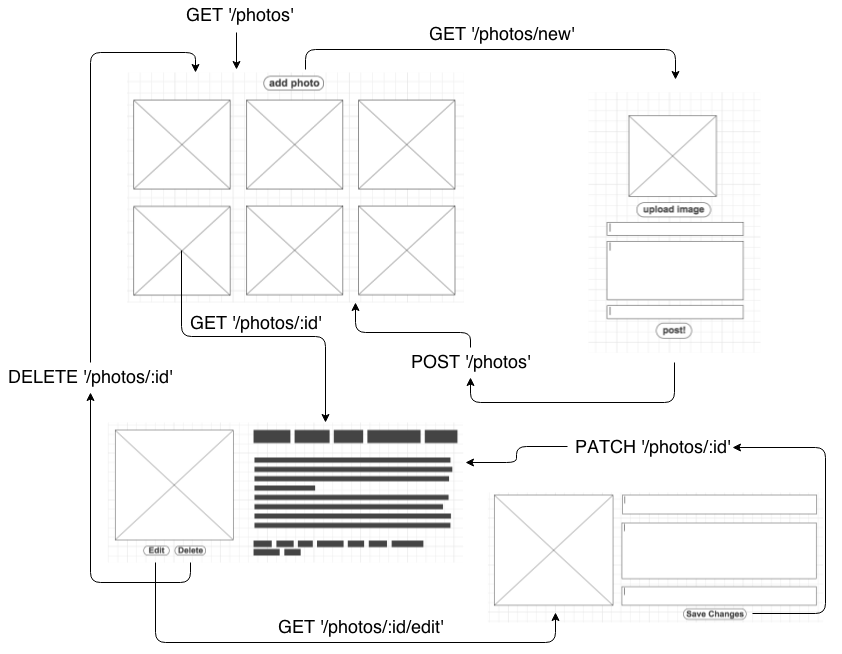 GET '/photos'
GET '/photos/new'
add photo
upload image
post!
GET '/photos/:id'
POST '/photos'
DELETE '/photos/:id'
PATCH '/photos/:id'
Edit
Delete
Save Changes
GET '/photos/:id/edit'